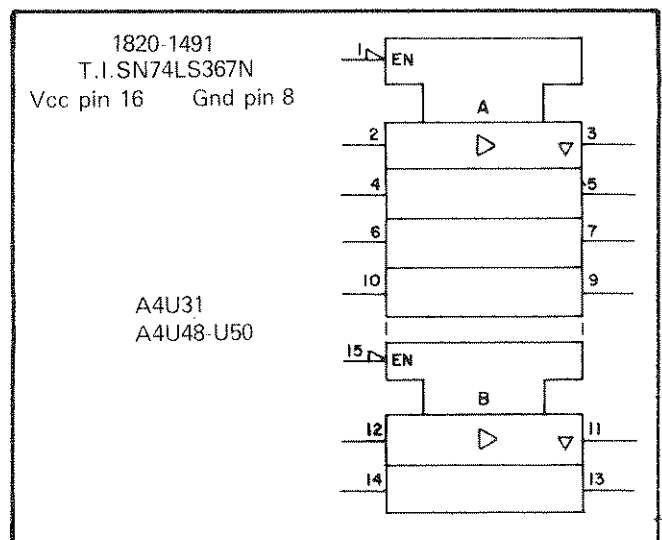 1820-1491
T.I.SN74LS367N
Vcc pin 16 Gnd pin 8
A4U31
A4U48-U50
1 EN
A
2 3
4 5
6 7
10 9
15 EN
B
12 11
14 13